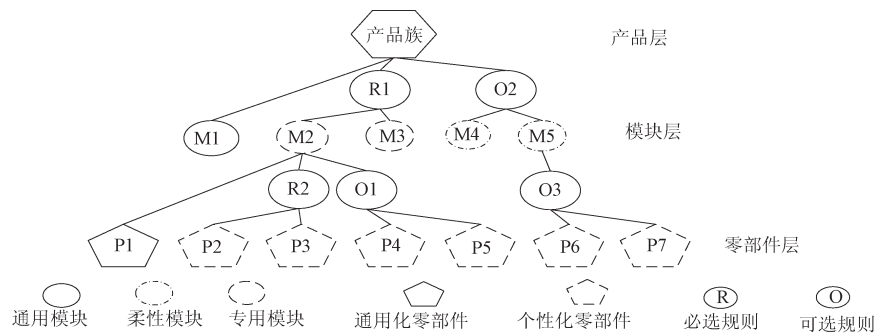 产品族 产品层
R1 O2
M1 M2 M3 M4 M5 模块层
R2 O1 O3
P1 P2 P3 P4 P5 P6 P7 零部件层
R O
通用模块 柔性模块 专用模块 通用化零部件 个性化零部件 必选规则 可选规则